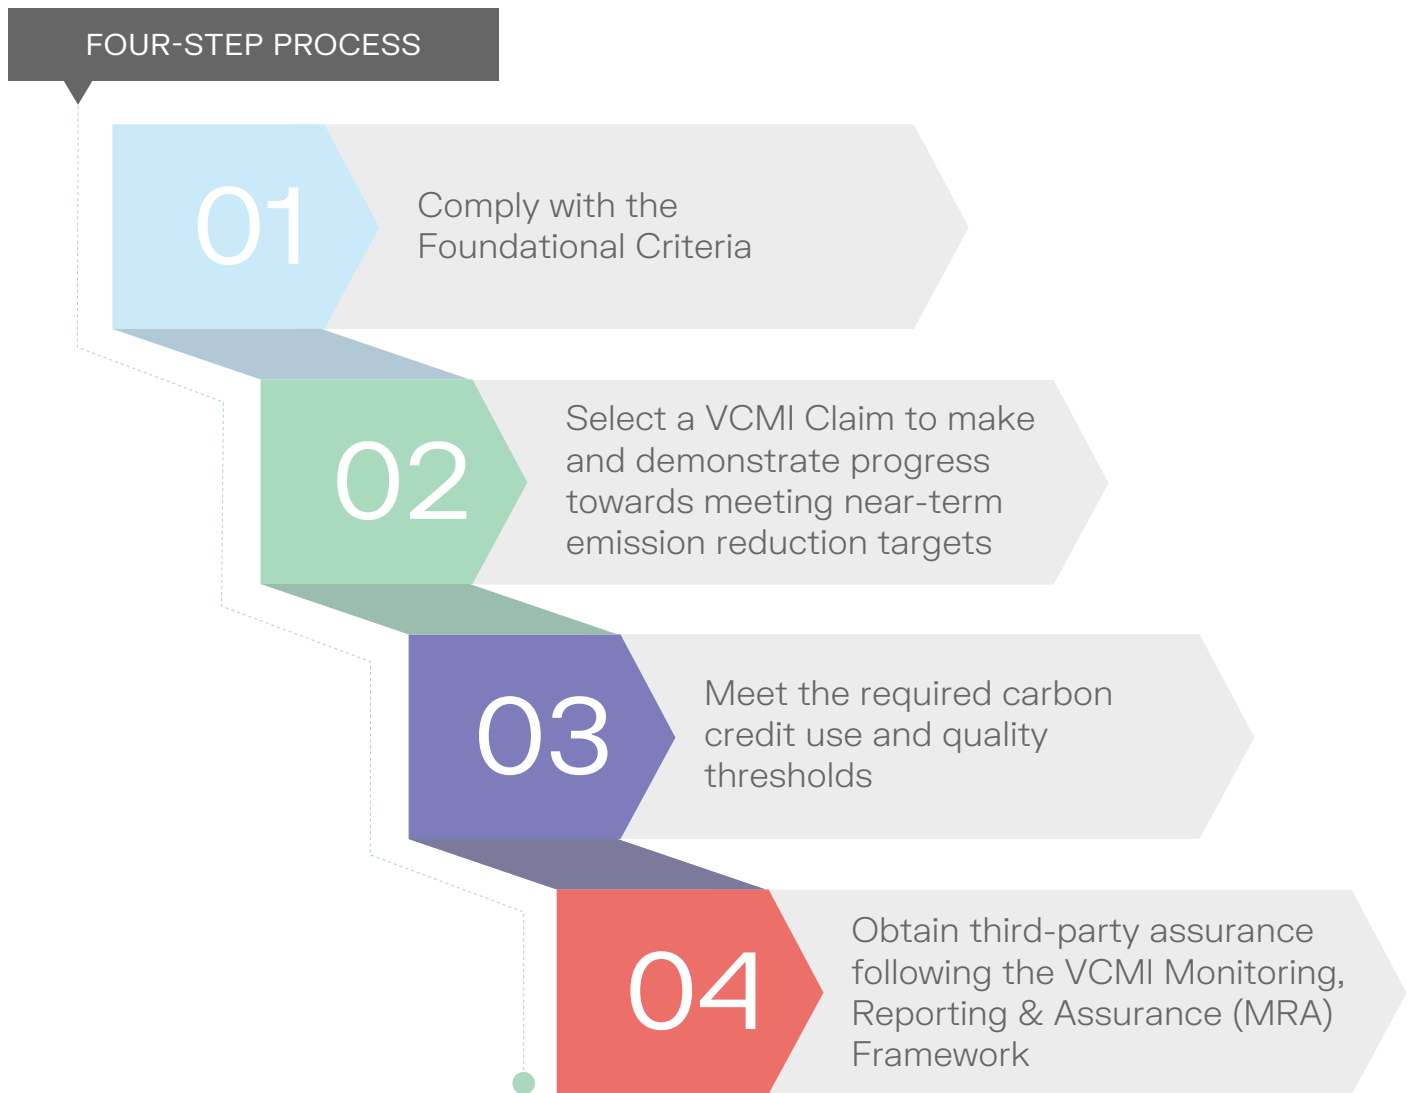 FOUR-STEP PROCESS
01
Comply with the
Foundational Criteria
02
Select a VCMI Claim to make
and demonstrate progress
towards meeting near-term
emission reduction targets
03
Meet the required carbon
credit use and quality
thresholds
04
Obtain third-party assurance
following the VCMI Monitoring,
Reporting & Assurance (MRA)
Framework